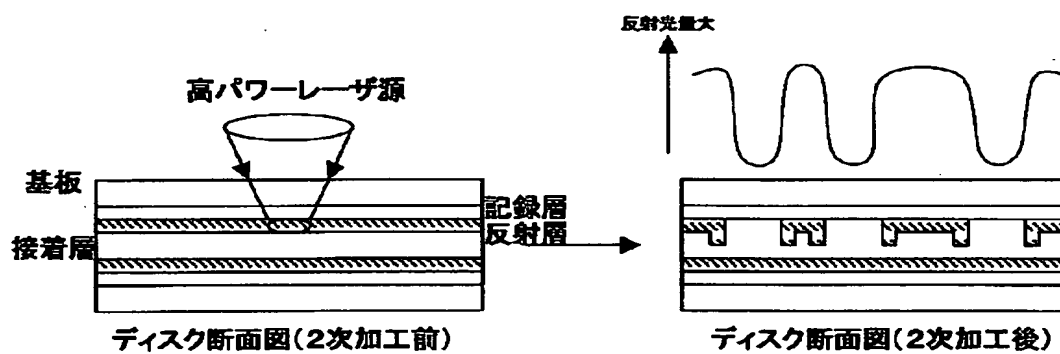 反射光量大
高パワーレーザ源
基板
記録層
反射層
接着層
ディスク断面図(2次加工前)
ディスク断面図(2次加工後)